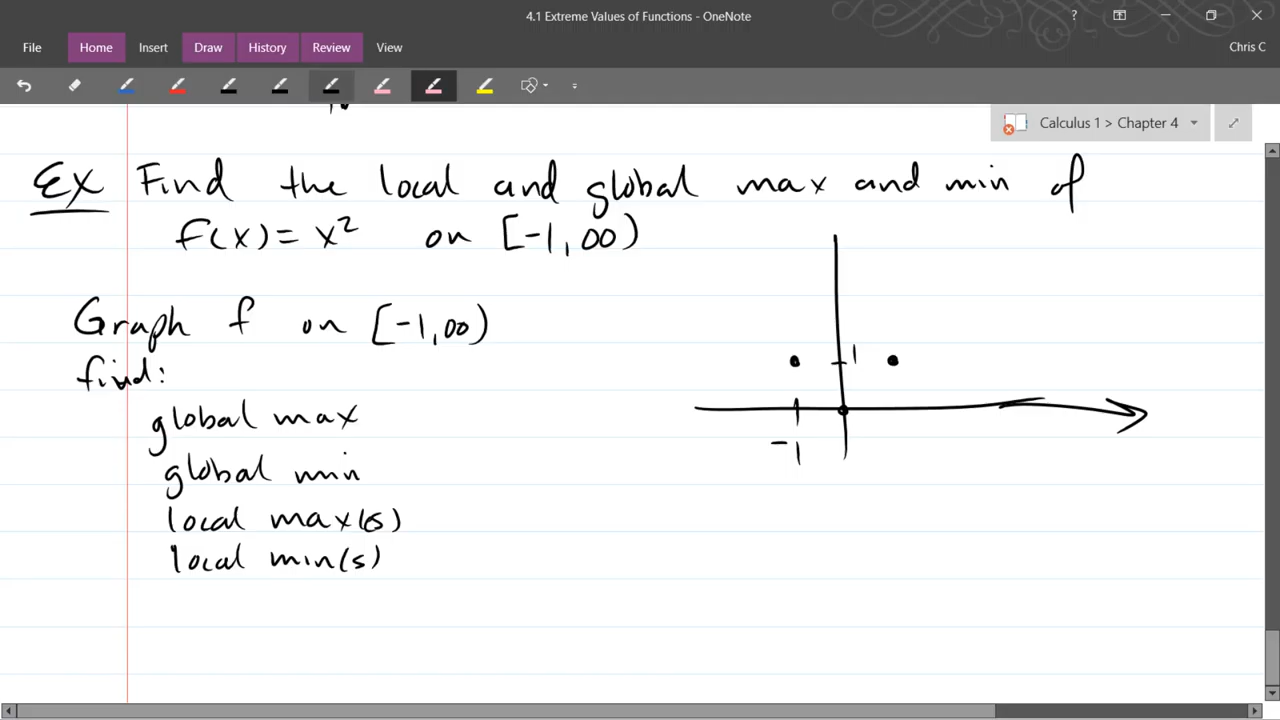 4.1 Extreme Values of Functions - OneNote
File Home Insert Draw History Review View
Chris C
Calculus 1 > Chapter 4
Ex Find the local and global max and min of
f(x) = x² on [-1, ∞)
Graph f on [-1, ∞)
find:
global max
global min
local max(s)
local min(s)
1
-1